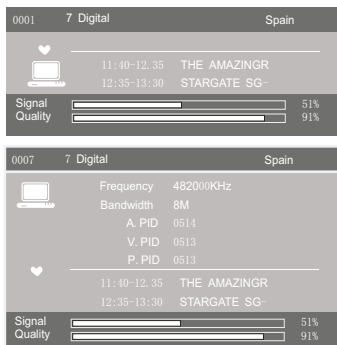 0001 7 Digital Spain
11:40-12.35 THE AMAZINGR
12:35-13:30 STARGATE SG-
Signal 51%
Quality 91%
0007 7 Digital Spain
Frequency 482000KHz
Bandwidth 8M
A. PID 0514
V. PID 0513
P. PID 0513
11:40-12.35 THE AMAZINGR
12:35-13:30 STARGATE SG-
Signal 51%
Quality 91%